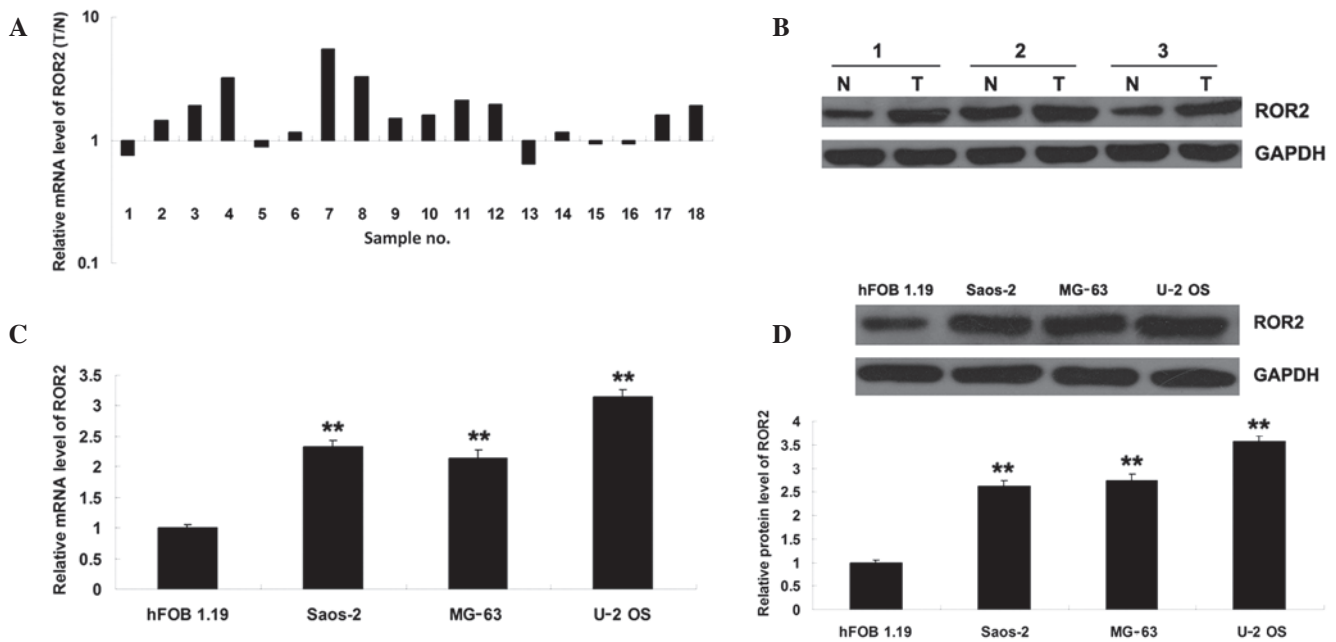 A
Relative mRNA level of ROR2 (T/N)
10
1
0.1
1 2 3 4 5 6 7 8 9 10 11 12 13 14 15 16 17 18
Sample no.
B
1 2 3
N T N T N T
ROR2
GAPDH
C
Relative mRNA level of ROR2
3.5
3
2.5
2
1.5
1
0.5
0
** ** **
hFOB 1.19 Saos-2 MG-63 U-2 OS
D
hFOB 1.19 Saos-2 MG-63 U-2 OS
ROR2
GAPDH
Relative protein level of ROR2
4
3.5
3
2.5
2
1.5
1
0.5
0
** ** **
hFOB 1.19 Saos-2 MG-63 U-2 OS